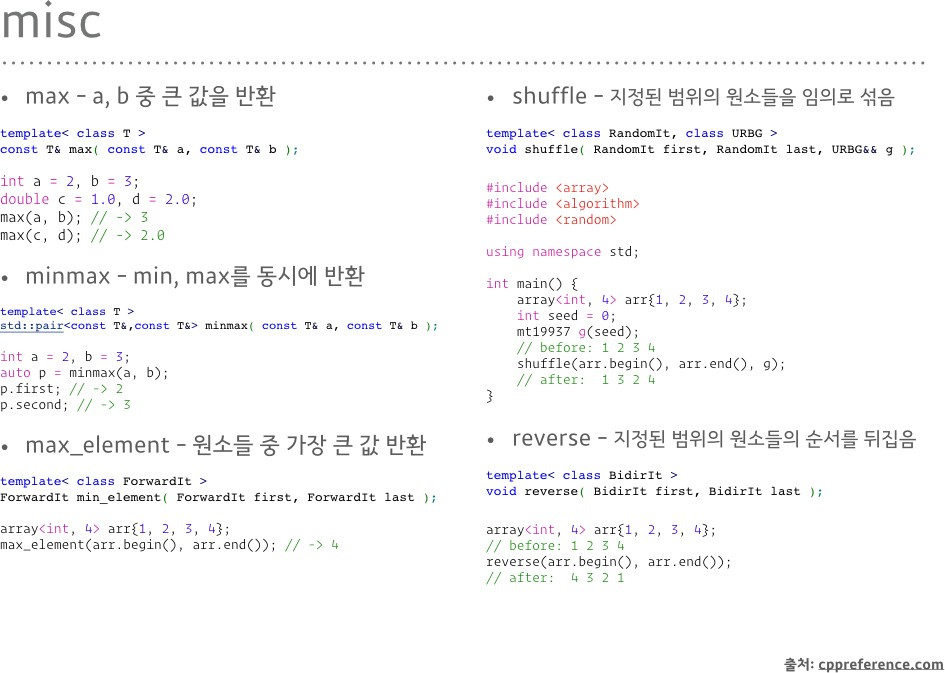 misc
• max – a, b 중 큰 값을 반환
template< class T >
const T& max( const T& a, const T& b );
int a = 2, b = 3;
double c = 1.0, d = 2.0;
max(a, b); // -> 3
max(c, d); // -> 2.0
• minmax – min, max를 동시에 반환
template< class T >
std::pair<const T&,const T&> minmax( const T& a, const T& b );
int a = 2, b = 3;
auto p = minmax(a, b);
p.first; // -> 2
p.second; // -> 3
• max_element – 원소들 중 가장 큰 값 반환
template< class ForwardIt >
ForwardIt min_element( ForwardIt first, ForwardIt last );
array<int, 4> arr{1, 2, 3, 4};
max_element(arr.begin(), arr.end()); // -> 4
• shuffle – 지정된 범위의 원소들을 임의로 섞음
template< class RandomIt, class URBG >
void shuffle( RandomIt first, RandomIt last, URBG&& g );
#include <array>
#include <algorithm>
#include <random>
using namespace std;
int main() {
    array<int, 4> arr{1, 2, 3, 4};
    int seed = 0;
    mt19937 g(seed);
    // before: 1 2 3 4
    shuffle(arr.begin(), arr.end(), g);
    // after:  1 3 2 4
}
• reverse – 지정된 범위의 원소들의 순서를 뒤집음
template< class BidirIt >
void reverse( BidirIt first, BidirIt last );
array<int, 4> arr{1, 2, 3, 4};
// before: 1 2 3 4
reverse(arr.begin(), arr.end());
// after:  4 3 2 1
출처: cppreference.com